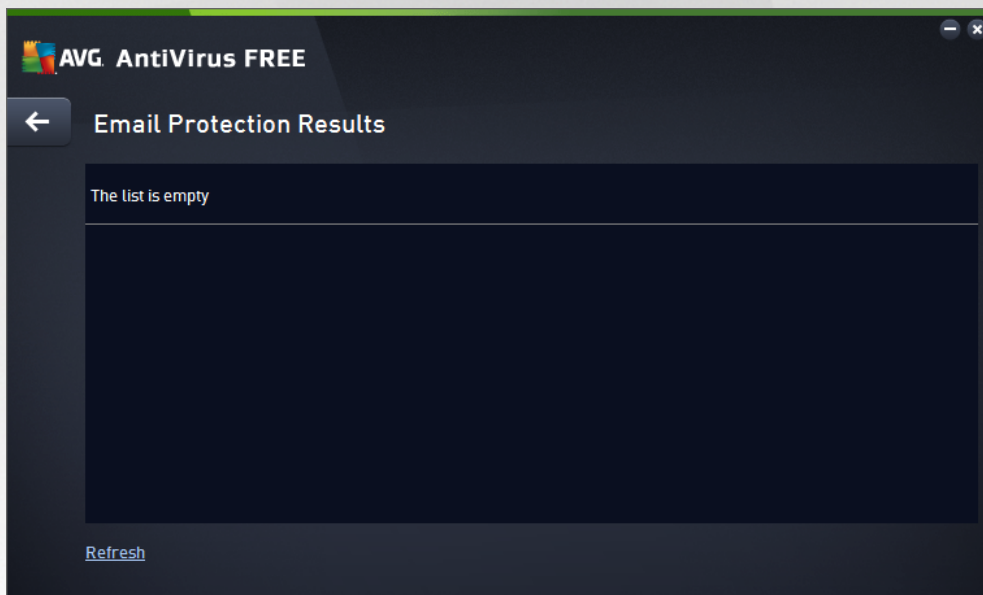 AVG. AntiVirus FREE
Email Protection Results
The list is empty
Refresh